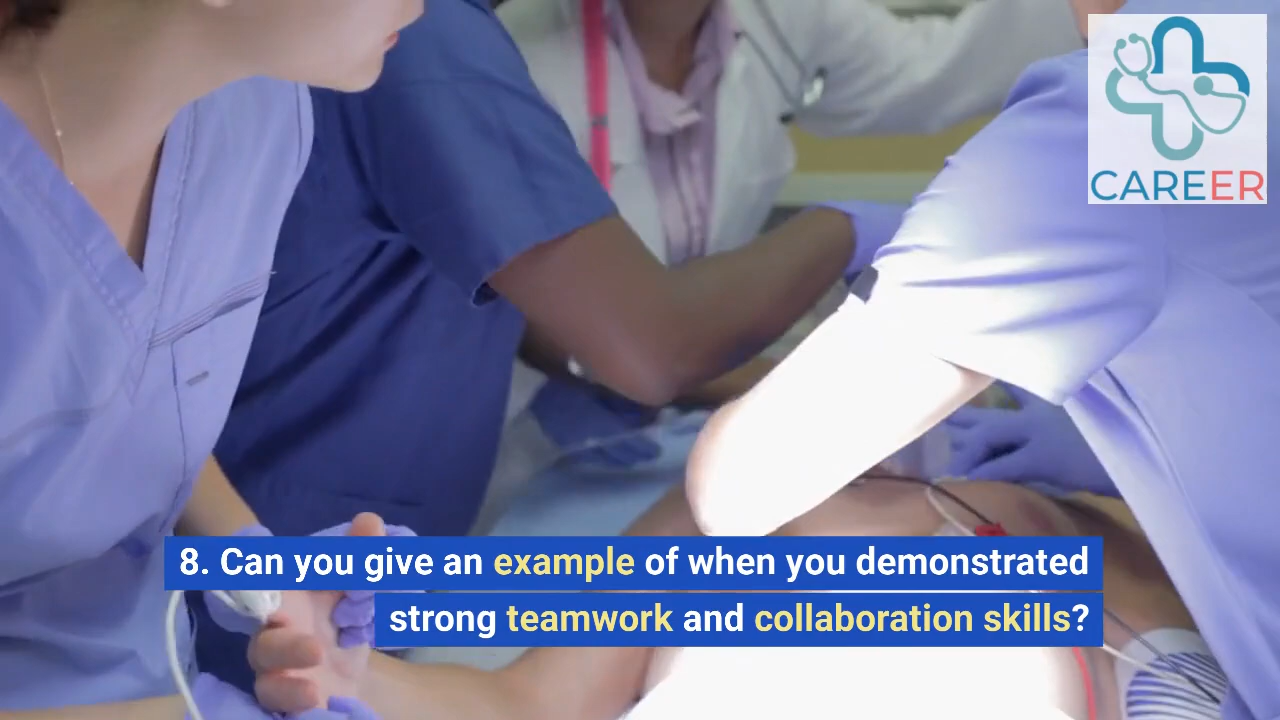 CAREER
8. Can you give an example of when you demonstrated
strong teamwork and collaboration skills?